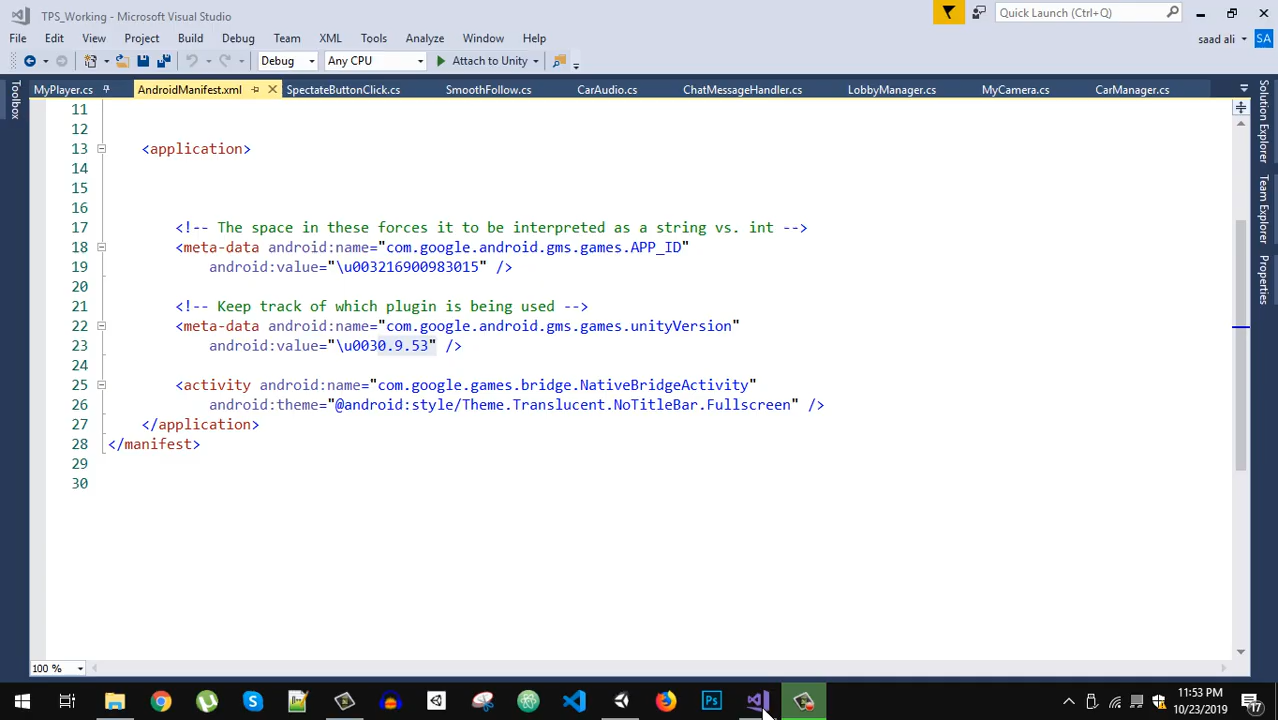 TPS_Working - Microsoft Visual Studio
Quick Launch (Ctrl+Q)
File Edit View Project Build Debug Team XML Tools Analyze Window Help
saad ali SA
Debug Any CPU Attach to Unity
MyPlayer.cs AndroidManifest.xml SpectateButtonClick.cs SmoothFollow.cs CarAudio.cs ChatMessageHandler.cs LobbyManager.cs MyCamera.cs CarManager.cs
Toolbox
Solution Explorer
Team Explorer
Properties
11
12
13 <application>
14
15
16
17 <!-- The space in these forces it to be interpreted as a string vs. int -->
18 <meta-data android:name="com.google.android.gms.games.APP_ID"
19 android:value="\u003216900983015" />
20
21 <!-- Keep track of which plugin is being used -->
22 <meta-data android:name="com.google.android.gms.games.unityVersion"
23 android:value="\u0030.9.53" />
24
25 <activity android:name="com.google.games.bridge.NativeBridgeActivity"
26 android:theme="@android:style/Theme.Translucent.NoTitleBar.Fullscreen" />
27 </application>
28 </manifest>
29
30
100 %
Ps
11:53 PM
10/23/2019
17